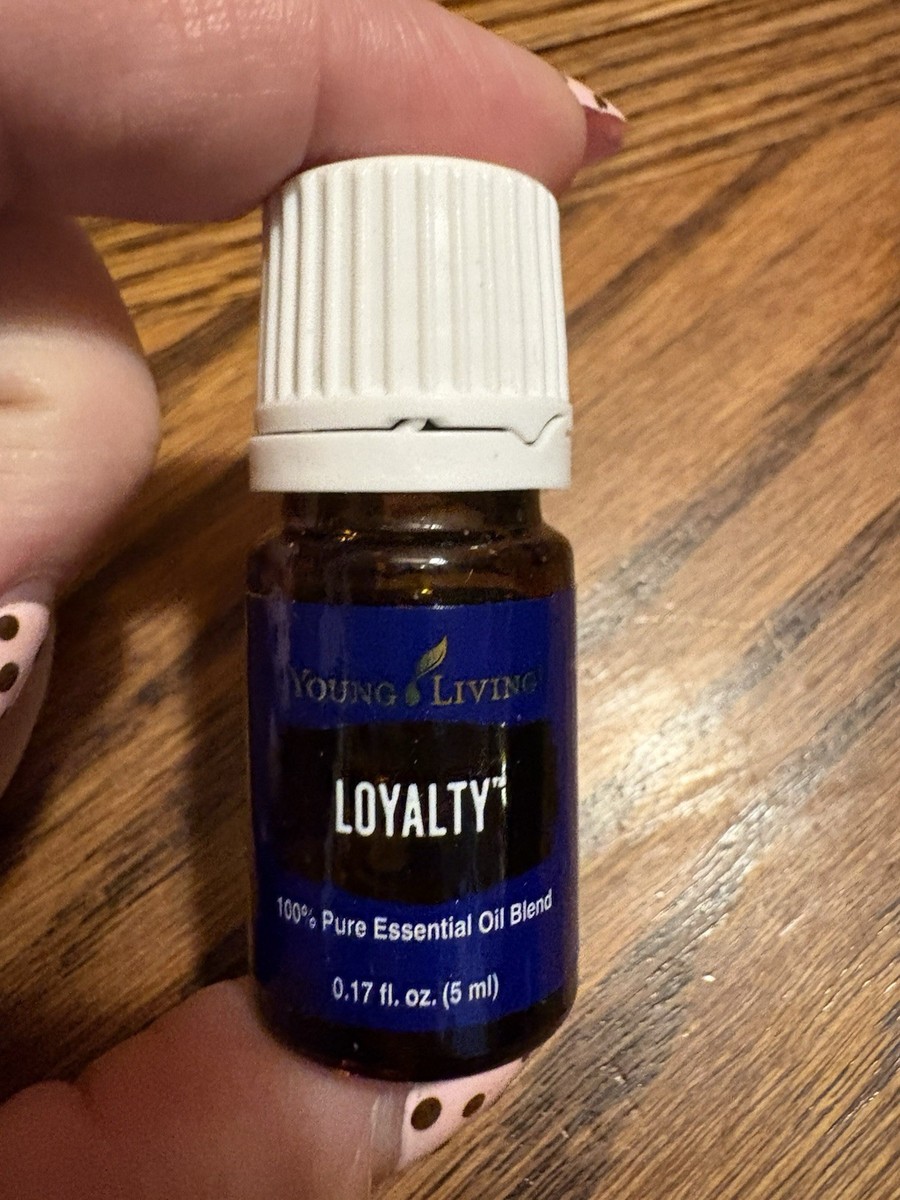 YOUNG LIVING
LOYALTY™
100% Pure Essential Oil Blend
0.17 fl. oz. (5 ml)